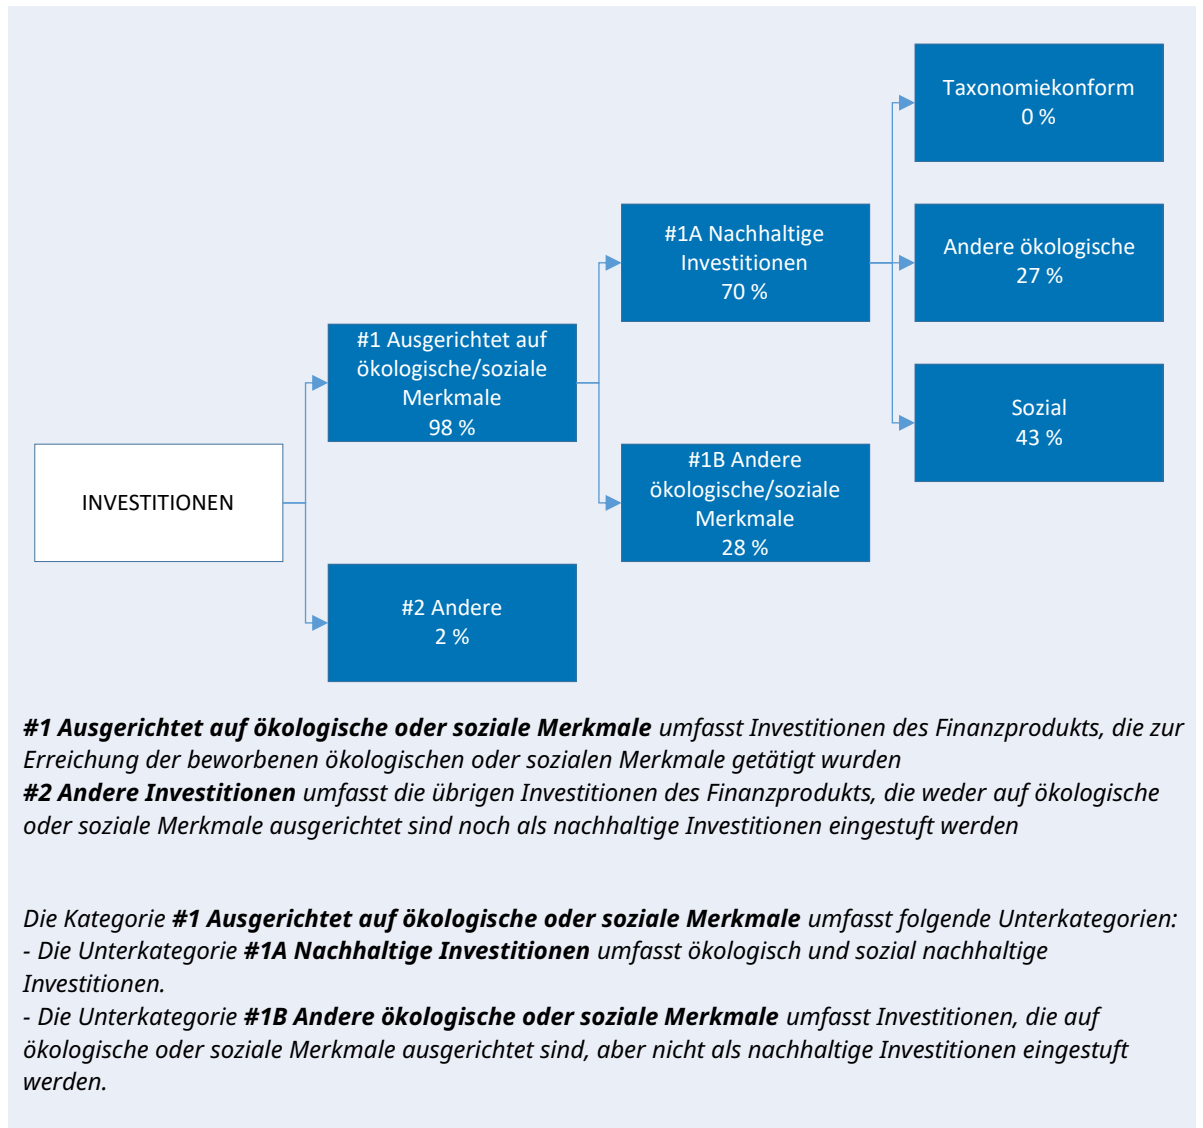 Taxonomiekonform
0 %
#1A Nachhaltige
Investitionen
70 %
Andere ökologische
27 %
#1 Ausgerichtet auf
ökologische/soziale
Merkmale
98 %
Sozial
43 %
INVESTITIONEN
#1B Andere
ökologische/soziale
Merkmale
28 %
#2 Andere
2 %
#1 Ausgerichtet auf ökologische oder soziale Merkmale umfasst Investitionen des Finanzprodukts, die zur
Erreichung der beworbenen ökologischen oder sozialen Merkmale getätigt wurden
#2 Andere Investitionen umfasst die übrigen Investitionen des Finanzprodukts, die weder auf ökologische
oder soziale Merkmale ausgerichtet sind noch als nachhaltige Investitionen eingestuft werden
Die Kategorie #1 Ausgerichtet auf ökologische oder soziale Merkmale umfasst folgende Unterkategorien:
- Die Unterkategorie #1A Nachhaltige Investitionen umfasst ökologisch und sozial nachhaltige
Investitionen.
- Die Unterkategorie #1B Andere ökologische oder soziale Merkmale umfasst Investitionen, die auf
ökologische oder soziale Merkmale ausgerichtet sind, aber nicht als nachhaltige Investitionen eingestuft
werden.